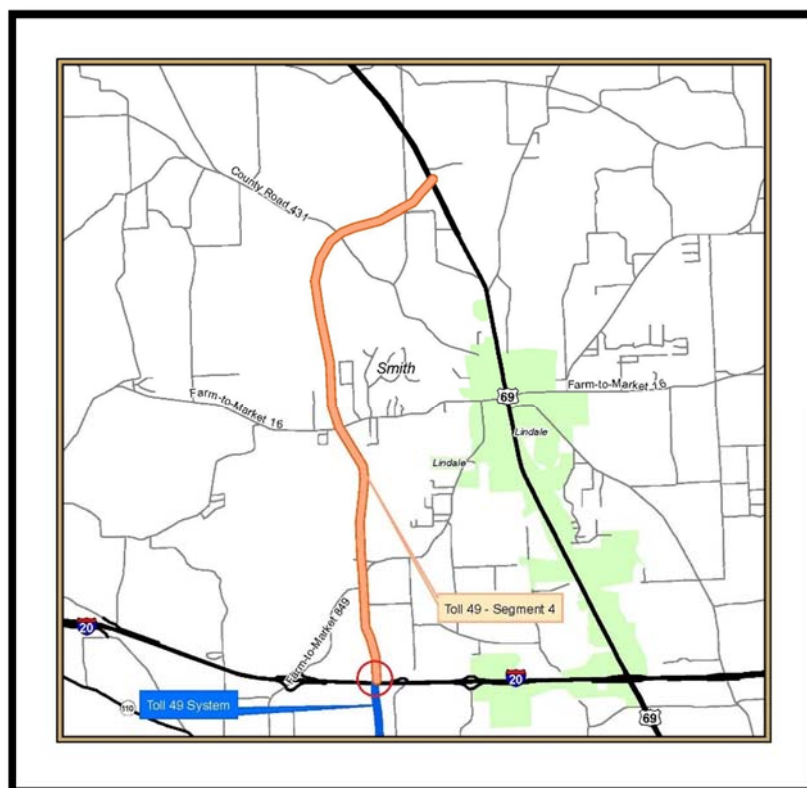 County Road 431
Smith
Farm-to-Market 16
Farm-to-Market 16
69
Lindale
Lindale
Toll 49 - Segment 4
Farm-to-Market 849
20
20
Toll 49 System
110
69